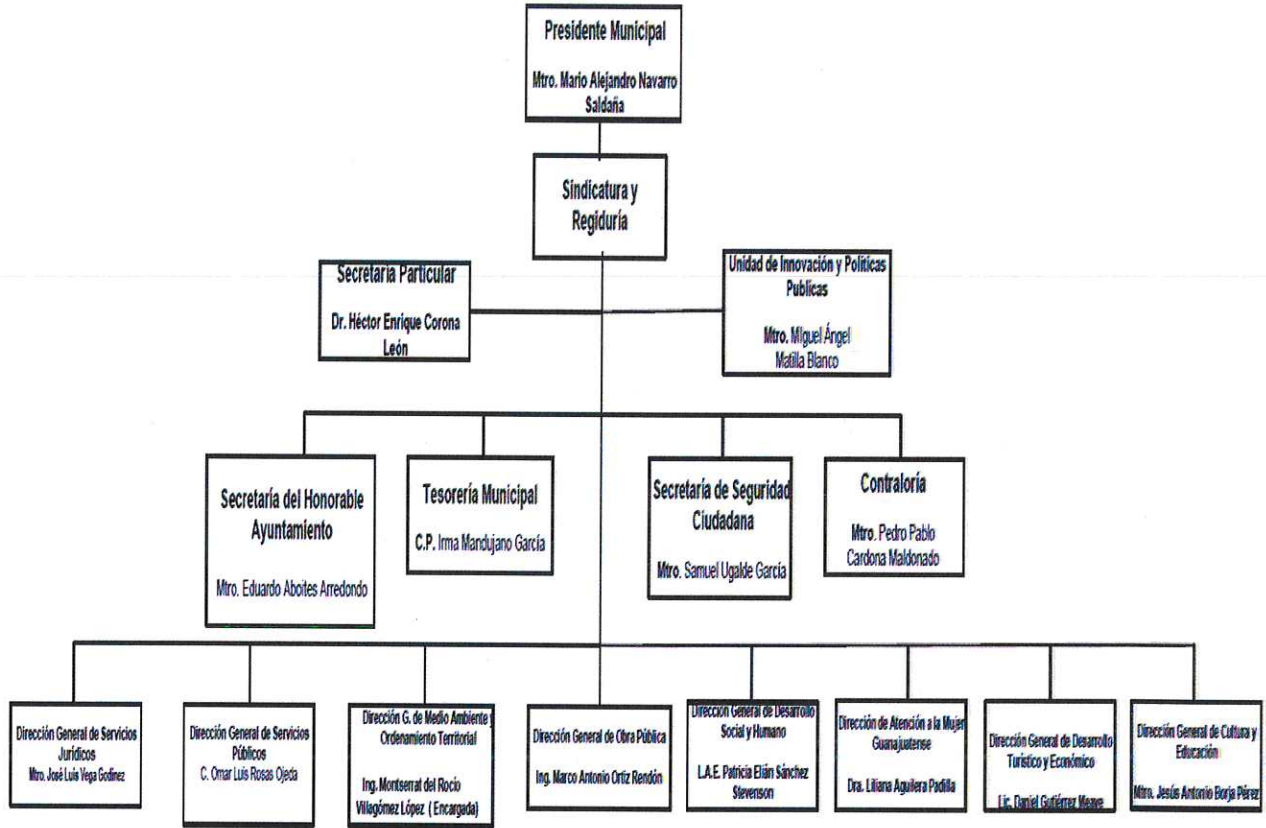 Presidente Municipal
Mtro. Mario Alejandro Navarro
Saldaña
Sindicatura y
Regiduría
Secretaría Particular
Dr. Héctor Enrique Corona
León
Unidad de Innovación y Políticas
Publicas
Mtro. MIguel Ángel
Matilla Blanco
Secretaría del Honorable
Ayuntamiento
Mtro. Eduardo Aboites Arredondo
Tesorería Municipal
C.P. Irma Mandujano García
Secretaría de Seguridad
Ciudadana
Mtro. Samuel Ugalde García
Contraloría
Mtro. Pedro Pablo
Cardona Maldonado
Dirección General de Servicios
Jurídicos
Mtro. José Luis Vega Godínez
Dirección General de Servicios
Públicos
C. Omar Luis Rosas Ojeda
Dirección G. de Medio Ambiente y
Ordenamiento Territorial
Ing. Montserrat del Rocío
Villagómez López ( Encargada)
Dirección General de Obra Pública
Ing. Marco Antonio Ortiz Rendón
Dirección General de Desarrollo
Social y Humano
L.A.E. Patricia Elián Sánchez
Stevenson
Dirección de Atención a la Mujer
Guanajuatense
Dra. Liliana Aguilera Padilla
Dirección General de Desarrollo
Turístico y Económico
Lic. Daniel Gutiérrez Meave
Dirección General de Cultura y
Educación
Mtro. Jesús Antonio Borja Pérez